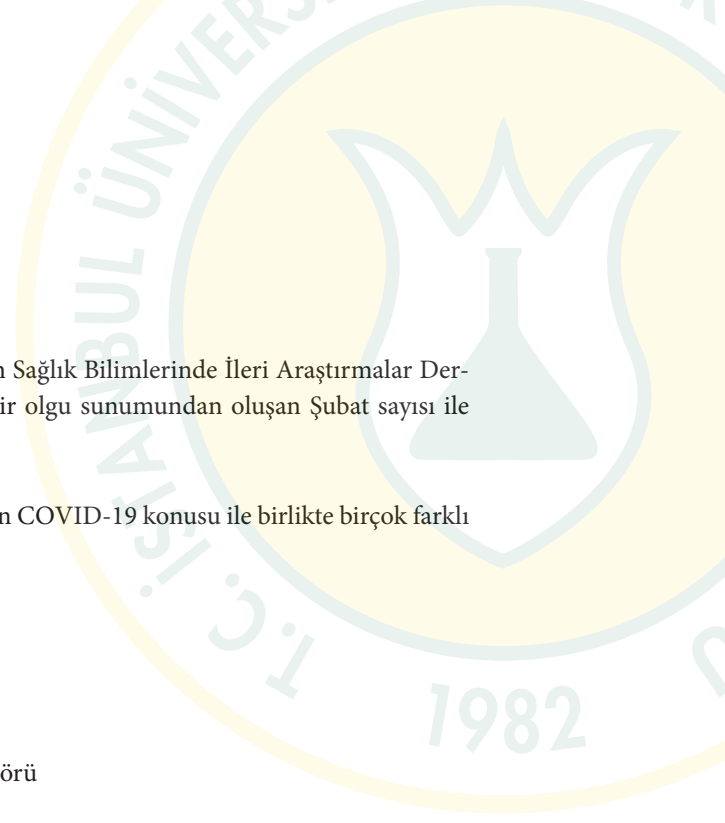 Sağlık Bilimlerinde İleri Araştırmalar Der-
ir olgu sunumundan oluşan Şubat sayısı ile
COVID-19 konusu ile birlikte birçok farklı
örü
T.C. İSTANBUL
1982